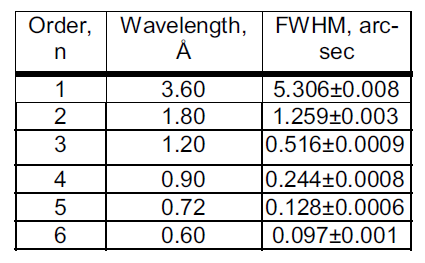 Order, Wavelength, FWHM, arc-
n Å sec
1 3.60 5.306±0.008
2 1.80 1.259±0.003
3 1.20 0.516±0.0009
4 0.90 0.244±0.0008
5 0.72 0.128±0.0006
6 0.60 0.097±0.001